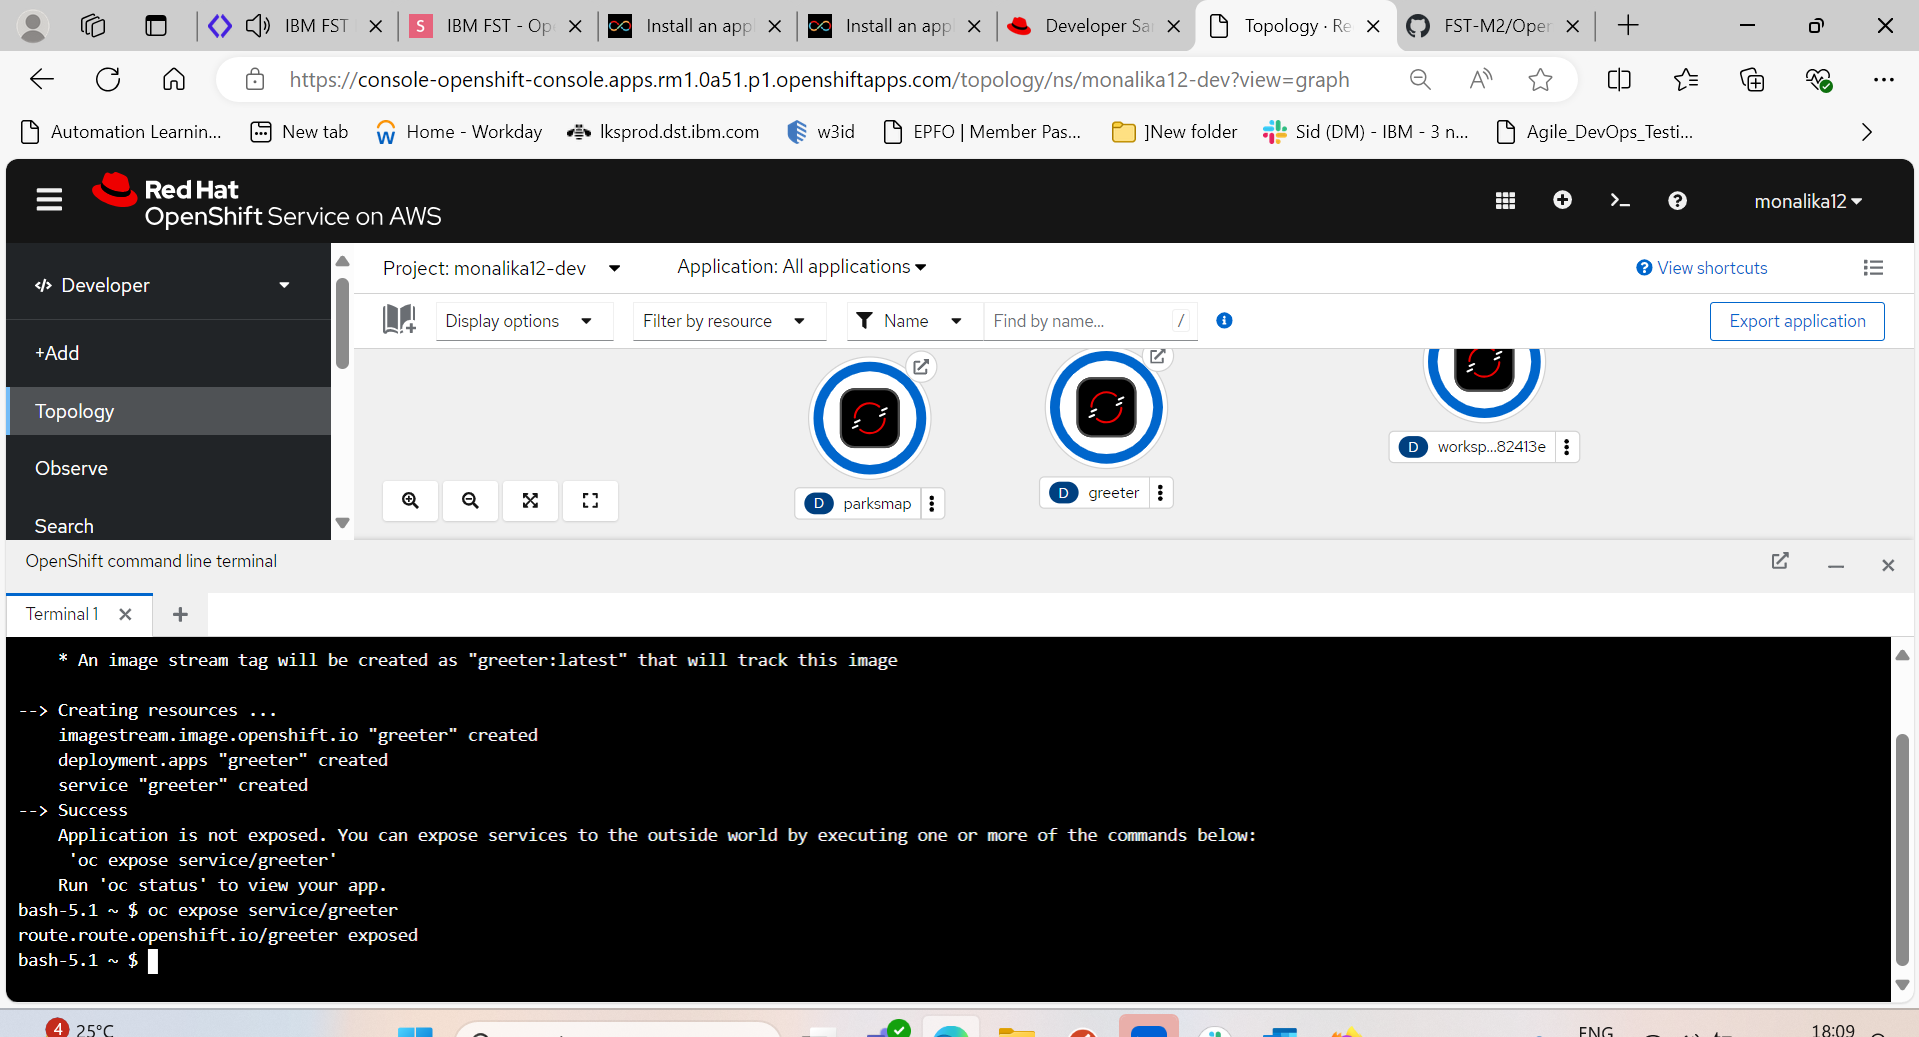 IBM FST
IBM FST - Op
Install an appl
Install an appl
Developer Sa
Topology · Re
FST-M2/Open
https://console-openshift-console.apps.rm1.0a51.p1.openshiftapps.com/topology/ns/monalika12-dev?view=graph
Automation Learnin...
New tab
Home - Workday
lksprod.dst.ibm.com
w3id
EPFO | Member Pas...
]New folder
Sid (DM) - IBM - 3 n...
Agile_DevOps_Testi...
Red Hat
OpenShift Service on AWS
monalika12
Developer
Project: monalika12-dev
Application: All applications
View shortcuts
Display options
Filter by resource
Name
Find by name...
/
Export application
+Add
Topology
Observe
Search
D worksp...82413e
D greeter
D parksmap
OpenShift command line terminal
Terminal 1
* An image stream tag will be created as "greeter:latest" that will track this image
--> Creating resources ...
imagestream.image.openshift.io "greeter" created
deployment.apps "greeter" created
service "greeter" created
--> Success
Application is not exposed. You can expose services to the outside world by executing one or more of the commands below:
'oc expose service/greeter'
Run 'oc status' to view your app.
bash-5.1 ~ $ oc expose service/greeter
route.route.openshift.io/greeter exposed
bash-5.1 ~ $
4
25°C
ENG
18:09